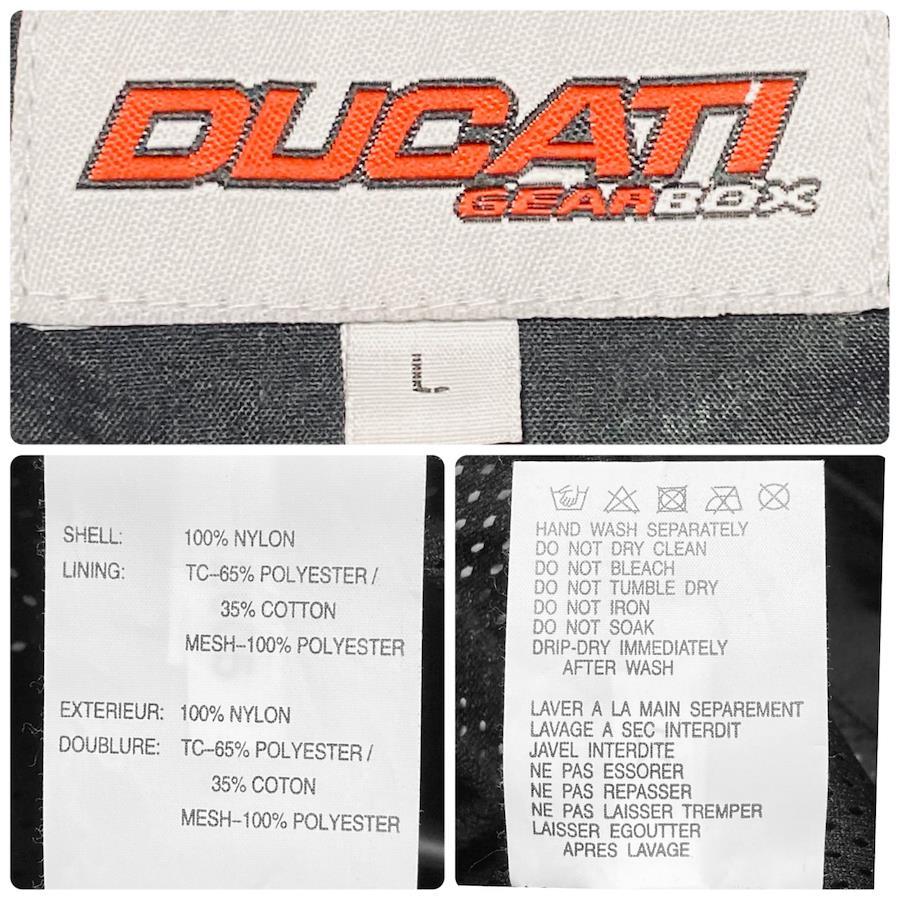 DUCATI
GEARBOX
L
SHELL: 100% NYLON
LINING: TC-65% POLYESTER /
35% COTTON
MESH-100% POLYESTER
EXTERIEUR: 100% NYLON
DOUBLURE: TC-65% POLYESTER /
35% COTON
MESH-100% POLYESTER
HAND WASH SEPARATELY
DO NOT DRY CLEAN
DO NOT BLEACH
DO NOT TUMBLE DRY
DO NOT IRON
DO NOT SOAK
DRIP-DRY IMMEDIATELY
AFTER WASH
LAVER A LA MAIN SEPAREMENT
LAVAGE A SEC INTERDIT
JAVEL INTERDITE
NE PAS ESSORER
NE PAS REPASSER
NE PAS LAISSER TREMPER
LAISSER EGOUTTER
APRES LAVAGE